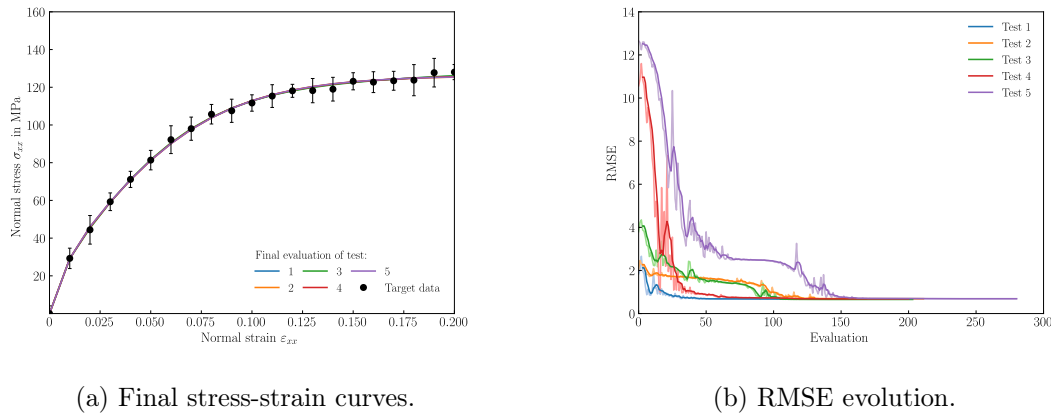 160
140
120
100
80
60
40
20
0
0.025
0.050
0.075
0.100
0.125
0.150
0.175
0.200
Normal stress σxx in MPa
Normal strain εxx
Final evaluation of test:
1 3 5
2 4 Target data
14
12
10
8
6
4
2
0
0
50
100
150
200
250
300
RMSE
Evaluation
Test 1
Test 2
Test 3
Test 4
Test 5
(a) Final stress-strain curves.
(b) RMSE evolution.